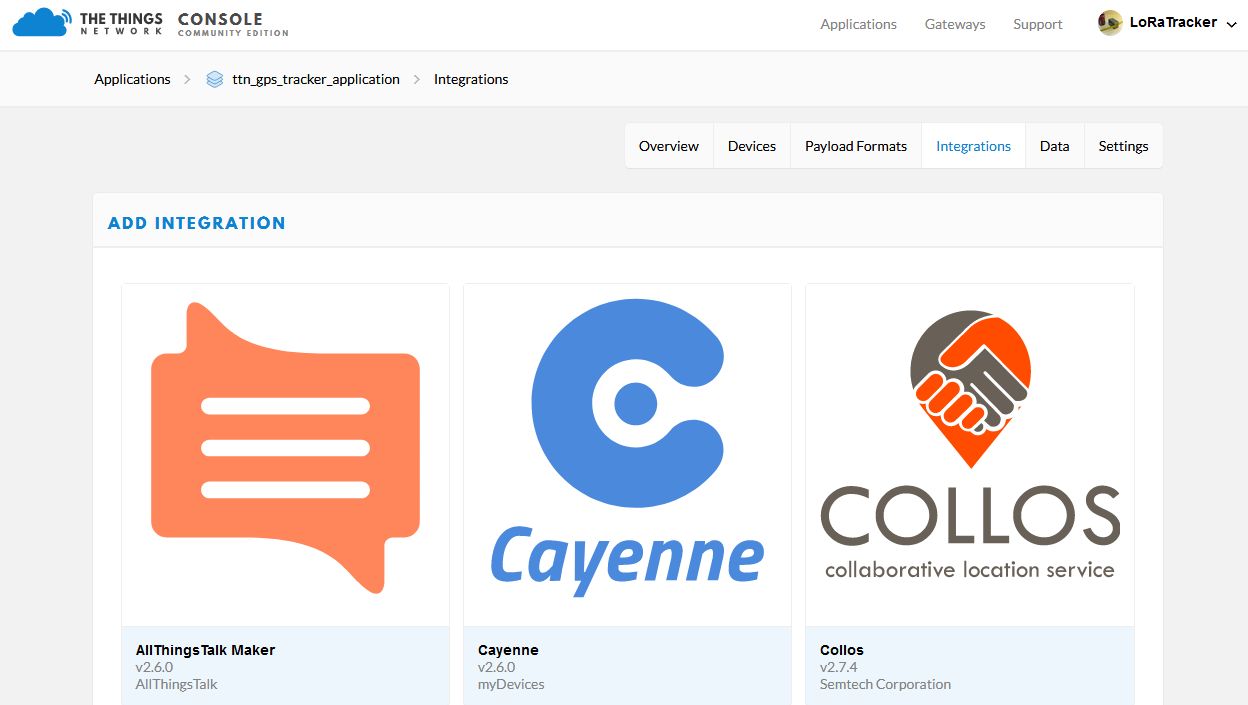 THE THINGS
NETWORK
CONSOLE
COMMUNITY EDITION
Applications
Gateways
Support
LoRaTracker
Applications
ttn_gps_tracker_application
Integrations
Overview
Devices
Payload Formats
Integrations
Data
Settings
ADD INTEGRATION
Cayenne
COLLOS
collaborative location service
AllThingsTalk Maker
v2.6.0
AllThingsTalk
Cayenne
v2.6.0
myDevices
Collos
v2.7.4
Semtech Corporation